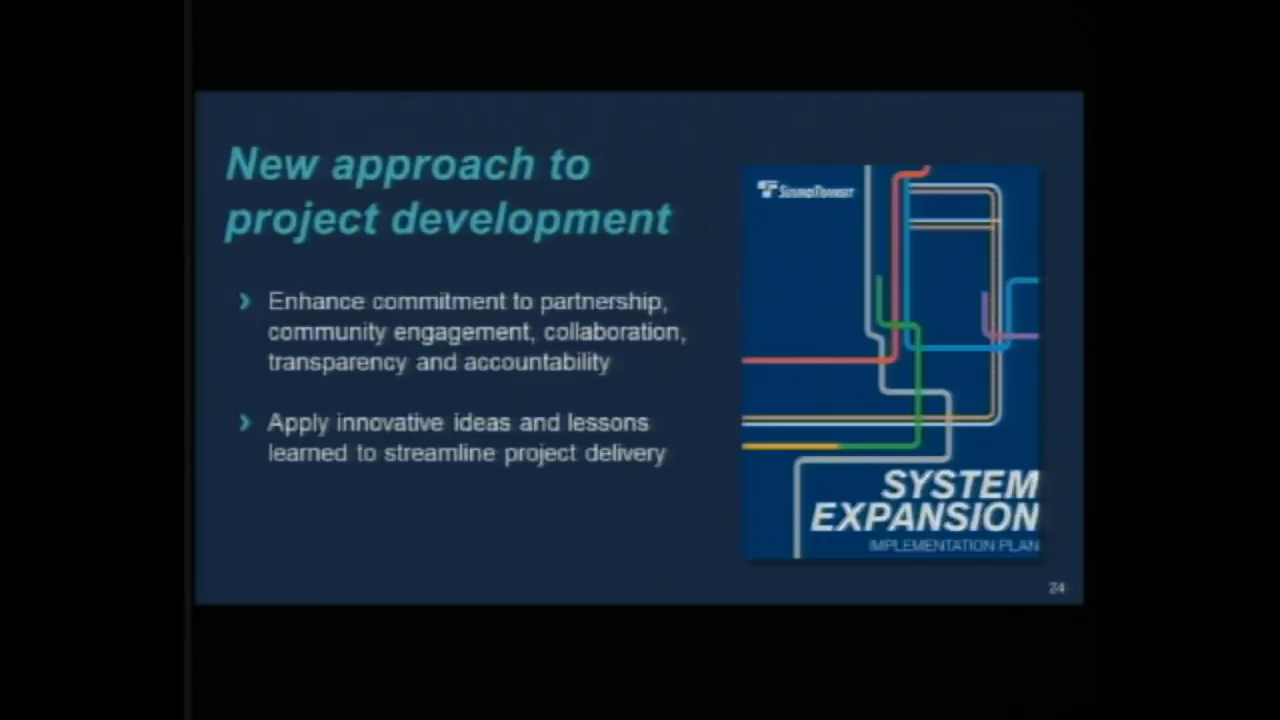 New approach to
project development
Enhance commitment to partnership,
community engagement, collaboration,
transparency and accountability
Apply innovative ideas and lessons
learned to streamline project delivery
SOUNDTRANSIT
SYSTEM
EXPANSION
IMPLEMENTATION PLAN
24